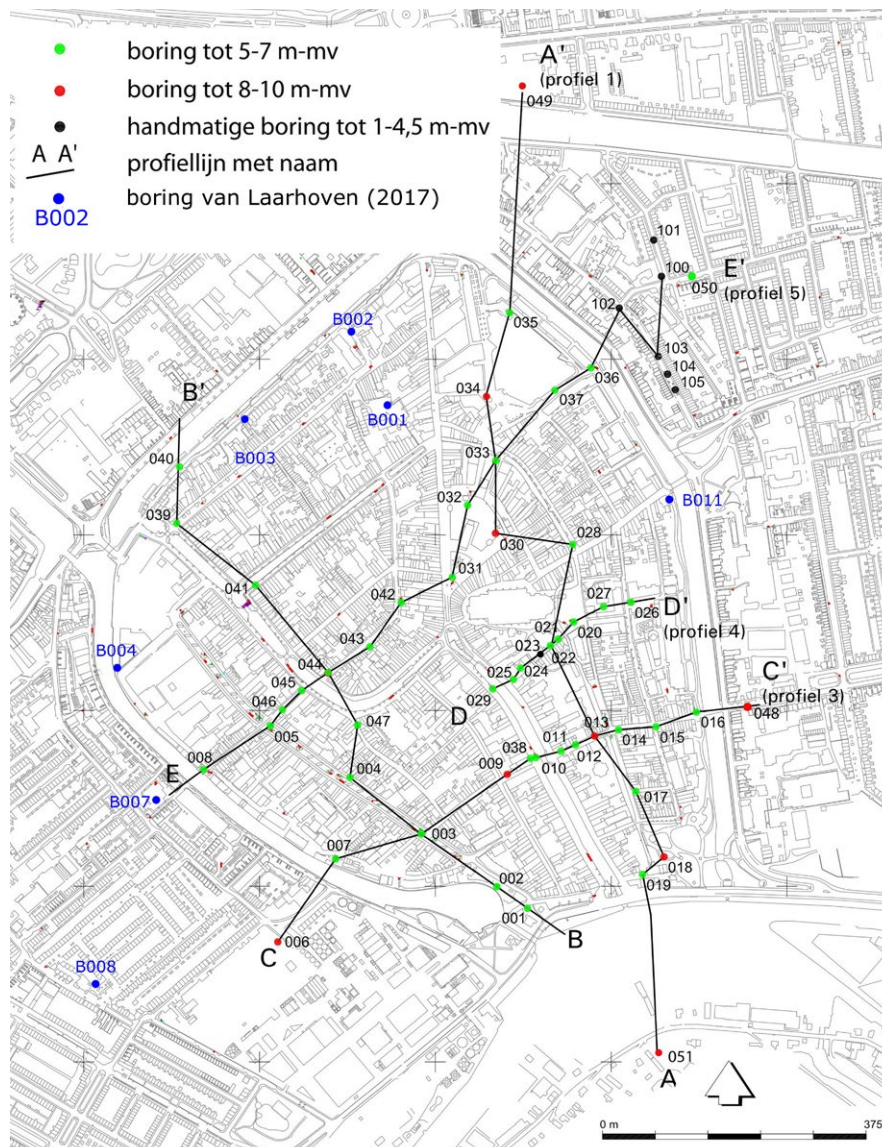 boring tot 5-7 m-mv
boring tot 8-10 m-mv
handmatige boring tot 1-4,5 m-mv
A A' profiellijn met naam
boring van Laarhoven (2017)
B002
A'
(profiel 1)
049
101
100
E'
050
(profiel 5)
102
035
B002
103
036
104
105
037
B'
034
B001
B003
033
040
B011
032
039
030
028
031
041
042
027
026
D'
(profiel 4)
021
020
043
023
022
B004
044
025
024
C'
045
029
(profiel 3)
046
D
016
048
005
047
013
014
015
011
012
038
010
008
009
E
004
B007
017
003
007
018
002
019
001
B
006
C
B008
051
A
0 m
375